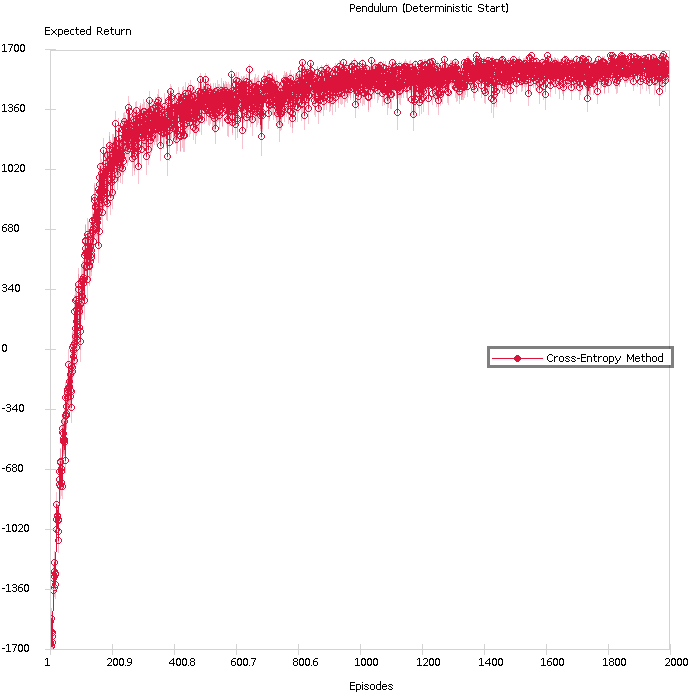 Pendulum (Deterministic Start)
Expected Return
1700
1360
1020
680
340
0
-340
-680
-1020
-1360
-1700
Cross-Entropy Method
1 200.9 400.8 600.7 800.6 1000 1200 1400 1600 1800 2000
Episodes